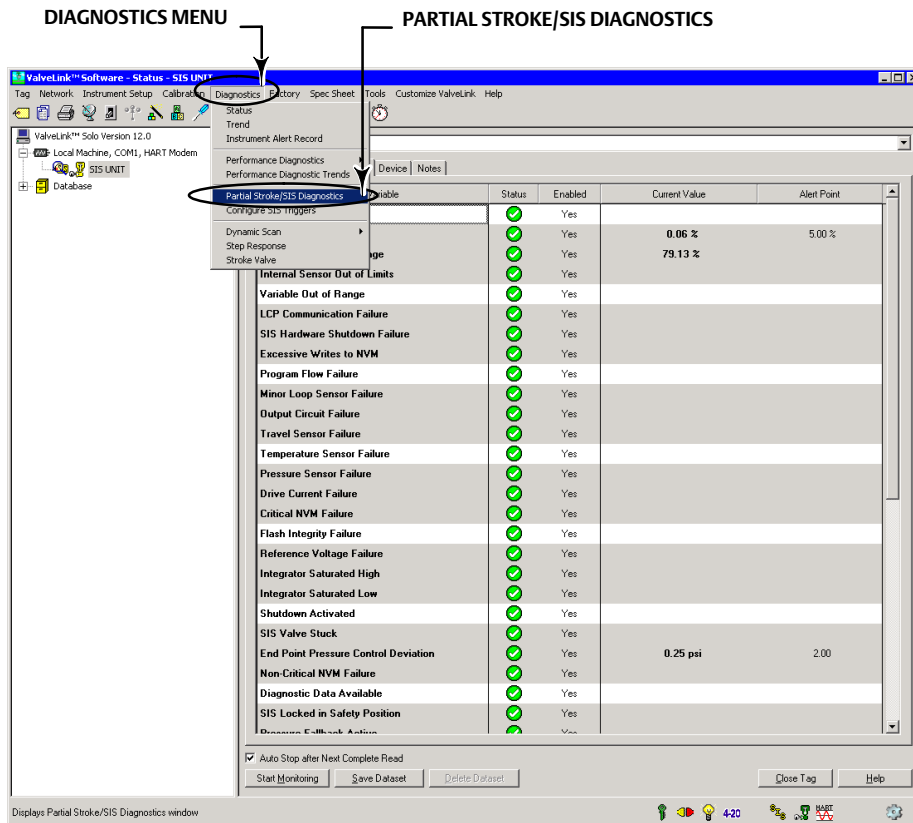 DIAGNOSTICS MENU
PARTIAL STROKE/SIS DIAGNOSTICS
ValveLink™ Software - Status - SIS UNIT
Tag Network Instrument Setup Calibration Diagnostics Factory Spec Sheet Tools Customize ValveLink Help
Status
Trend
Instrument Alert Record
Performance Diagnostics
Performance Diagnostic Trends
Partial Stroke/SIS Diagnostics
Configure SIS Triggers
Dynamic Scan
Step Response
Stroke Valve
ValveLink™ Solo Version 12.0
Local Machine, COM1, HART Modem
SIS UNIT
Database
Device Notes
Status Enabled Current Value Alert Point
Yes
Yes 0.06 % 5.00 %
Yes 79.13 %
Internal Sensor Out of Limits Yes
Variable Out of Range Yes
LCP Communication Failure Yes
SIS Hardware Shutdown Failure Yes
Excessive Writes to NVM Yes
Program Flow Failure Yes
Minor Loop Sensor Failure Yes
Output Circuit Failure Yes
Travel Sensor Failure Yes
Temperature Sensor Failure Yes
Pressure Sensor Failure Yes
Drive Current Failure Yes
Critical NVM Failure Yes
Flash Integrity Failure Yes
Reference Voltage Failure Yes
Integrator Saturated High Yes
Integrator Saturated Low Yes
Shutdown Activated Yes
SIS Valve Stuck Yes
End Point Pressure Control Deviation Yes 0.25 psi 2.00
Non-Critical NVM Failure Yes
Diagnostic Data Available Yes
SIS Locked in Safety Position Yes
Pressure Fallback Active Yes
Auto Stop after Next Complete Read
Start Monitoring Save Dataset Delete Dataset Close Tag Help
Displays Partial Stroke/SIS Diagnostics window
4-20 HART